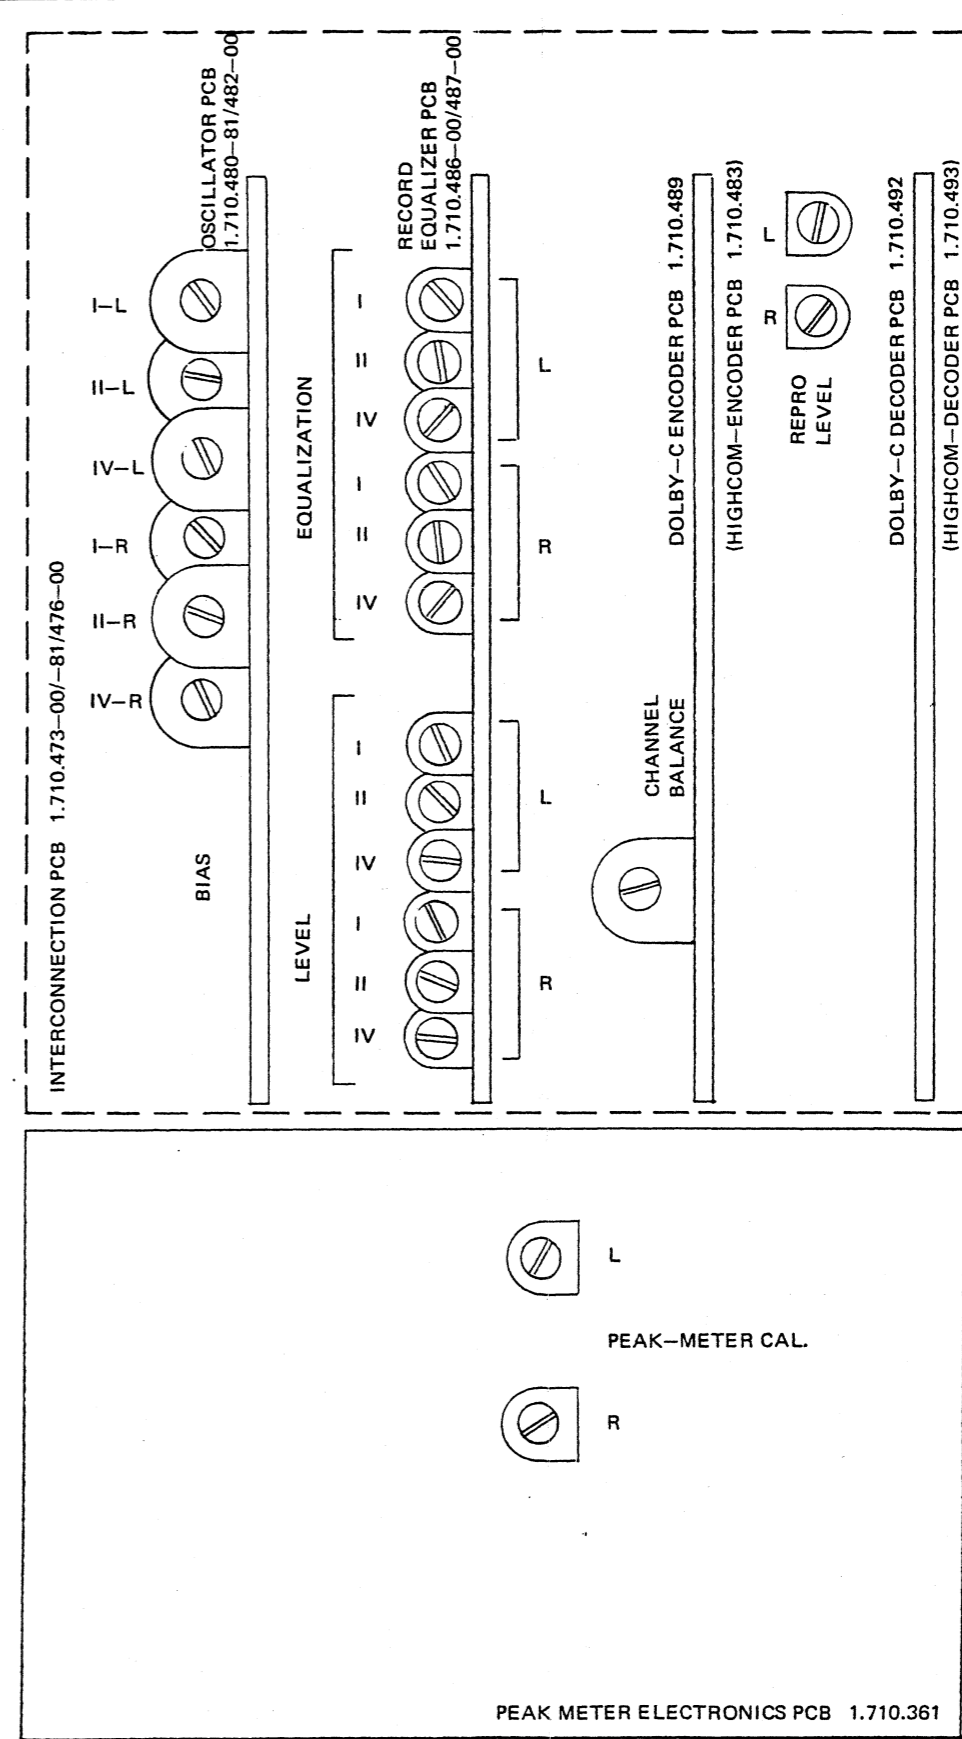 INTERCONNECTION PCB 1.710.473–00/–81/476–00
I–L
II–L
IV–L
I–R
II–R
IV–R
BIAS
OSCILLATOR PCB
1.710.480–81/482–00
EQUALIZATION
LEVEL
I
II
IV
I
II
IV
I
II
IV
I
II
IV
RECORD
EQUALIZER PCB
1.710.486–00/487–00
L
R
L
R
CHANNEL
BALANCE
DOLBY–C ENCODER PCB 1.710.489
(HIGHCOM–ENCODER PCB 1.710.483)
L
R
REPRO
LEVEL
DOLBY–C DECODER PCB 1.710.492
(HIGHCOM–DECODER PCB 1.710.493)
L
PEAK–METER CAL.
R
PEAK METER ELECTRONICS PCB 1.710.361